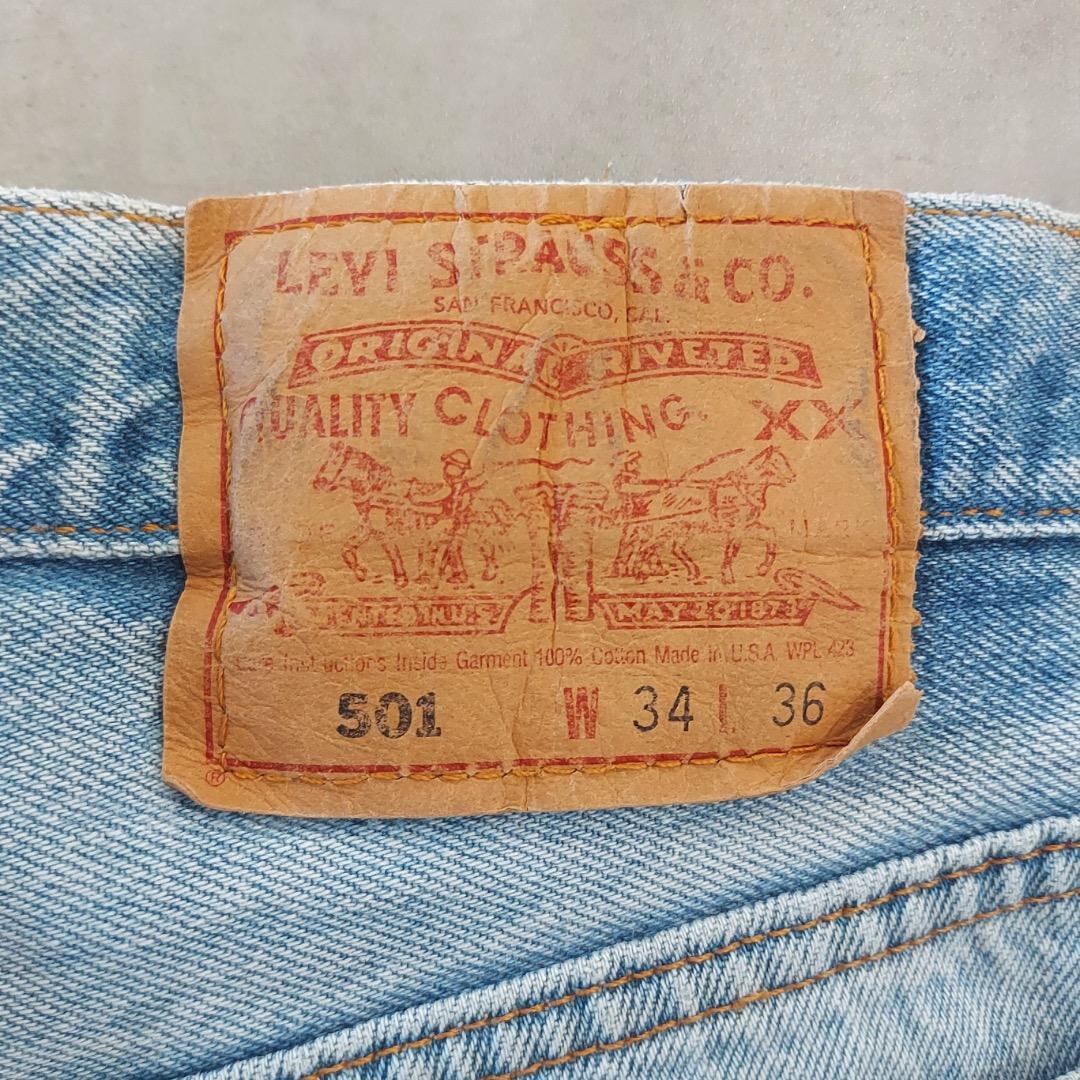 LEVI STRAUSS & CO.
SAN FRANCISCO, CAL.
ORIGINAL RIVETED
QUALITY CLOTHING. XX
MAY 20 1873
Care Instructions Inside Garment 100% Cotton Made in U.S.A. WPL 423
501 W 34 L 36
®